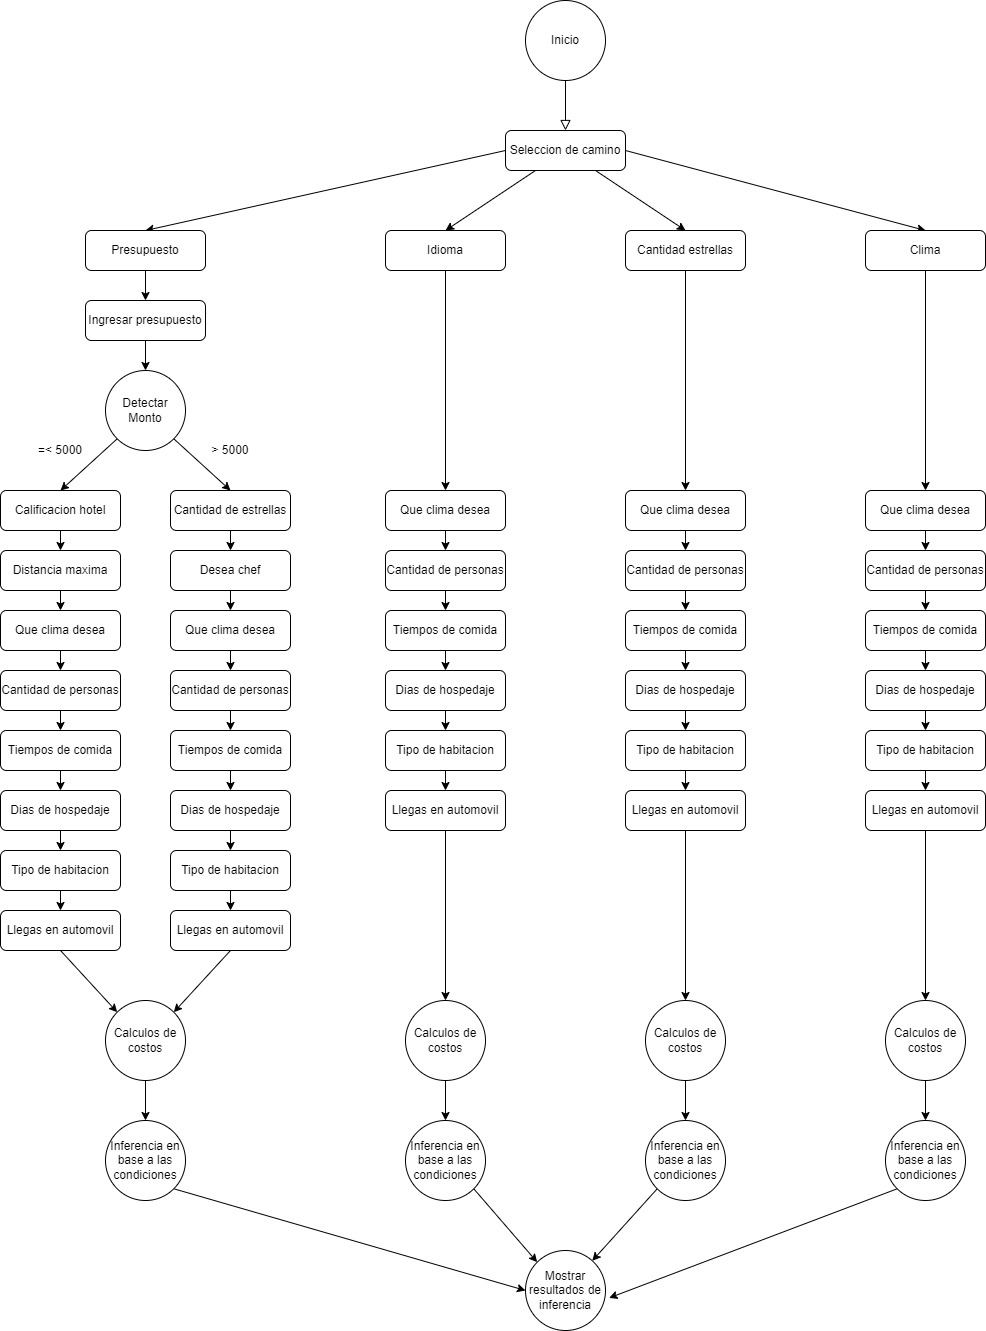 Inicio
Seleccion de camino
Presupuesto
Idioma
Cantidad estrellas
Clima
Ingresar presupuesto
Detectar
Monto
=< 5000
> 5000
Calificacion hotel
Cantidad de estrellas
Que clima desea
Que clima desea
Que clima desea
Distancia maxima
Desea chef
Cantidad de personas
Cantidad de personas
Cantidad de personas
Que clima desea
Que clima desea
Tiempos de comida
Tiempos de comida
Tiempos de comida
Cantidad de personas
Cantidad de personas
Dias de hospedaje
Dias de hospedaje
Dias de hospedaje
Tiempos de comida
Tiempos de comida
Tipo de habitacion
Tipo de habitacion
Tipo de habitacion
Dias de hospedaje
Dias de hospedaje
Llegas en automovil
Llegas en automovil
Llegas en automovil
Tipo de habitacion
Tipo de habitacion
Llegas en automovil
Llegas en automovil
Calculos de
costos
Calculos de
costos
Calculos de
costos
Calculos de
costos
Inferencia en
base a las
condiciones
Inferencia en
base a las
condiciones
Inferencia en
base a las
condiciones
Inferencia en
base a las
condiciones
Mostrar
resultados de
inferencia